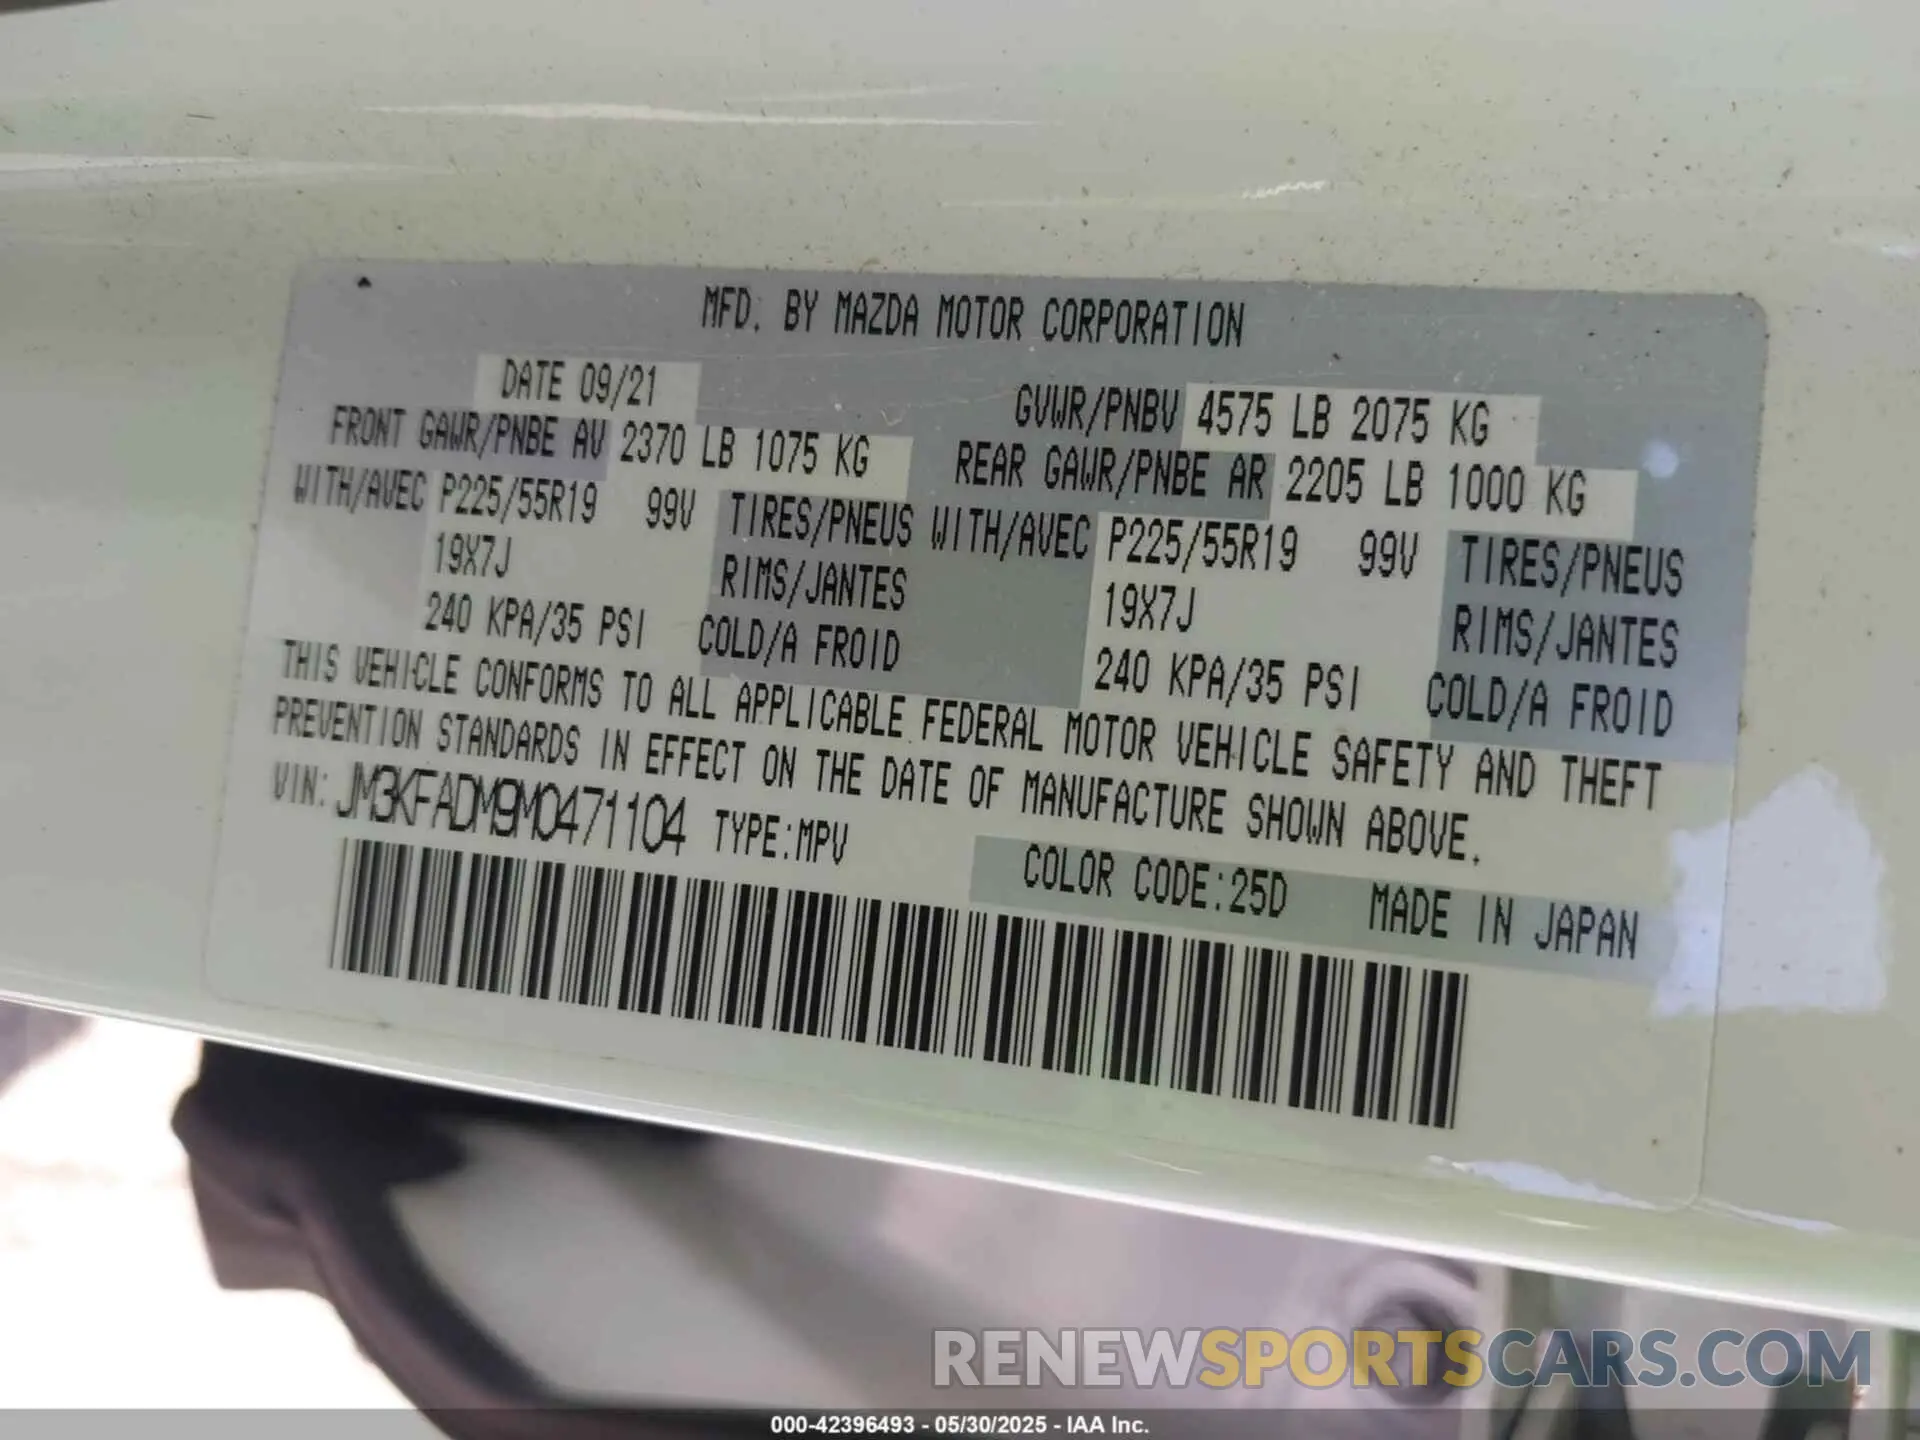 MFD. BY MAZDA MOTOR CORPORATION
DATE 09/21
GVWR/PNBV 4575 LB 2075 KG
FRONT GAWR/PNBE AV 2370 LB 1075 KG
REAR GAWR/PNBE AR 2205 LB 1000 KG
WITH/AVEC P225/55R19 99V TIRES/PNEUS WITH/AVEC P225/55R19 99V TIRES/PNEUS
19X7J RIMS/JANTES 19X7J RIMS/JANTES
240 KPA/35 PSI COLD/A FROID 240 KPA/35 PSI COLD/A FROID
THIS VEHICLE CONFORMS TO ALL APPLICABLE FEDERAL MOTOR VEHICLE SAFETY AND THEFT
PREVENTION STANDARDS IN EFFECT ON THE DATE OF MANUFACTURE SHOWN ABOVE.
VIN: JM3KFADM9M0471104 TYPE:MPV
COLOR CODE:25D MADE IN JAPAN
RENEWSPORTSCARS.COM
000-42396493 - 05/30/2025 - IAA Inc.